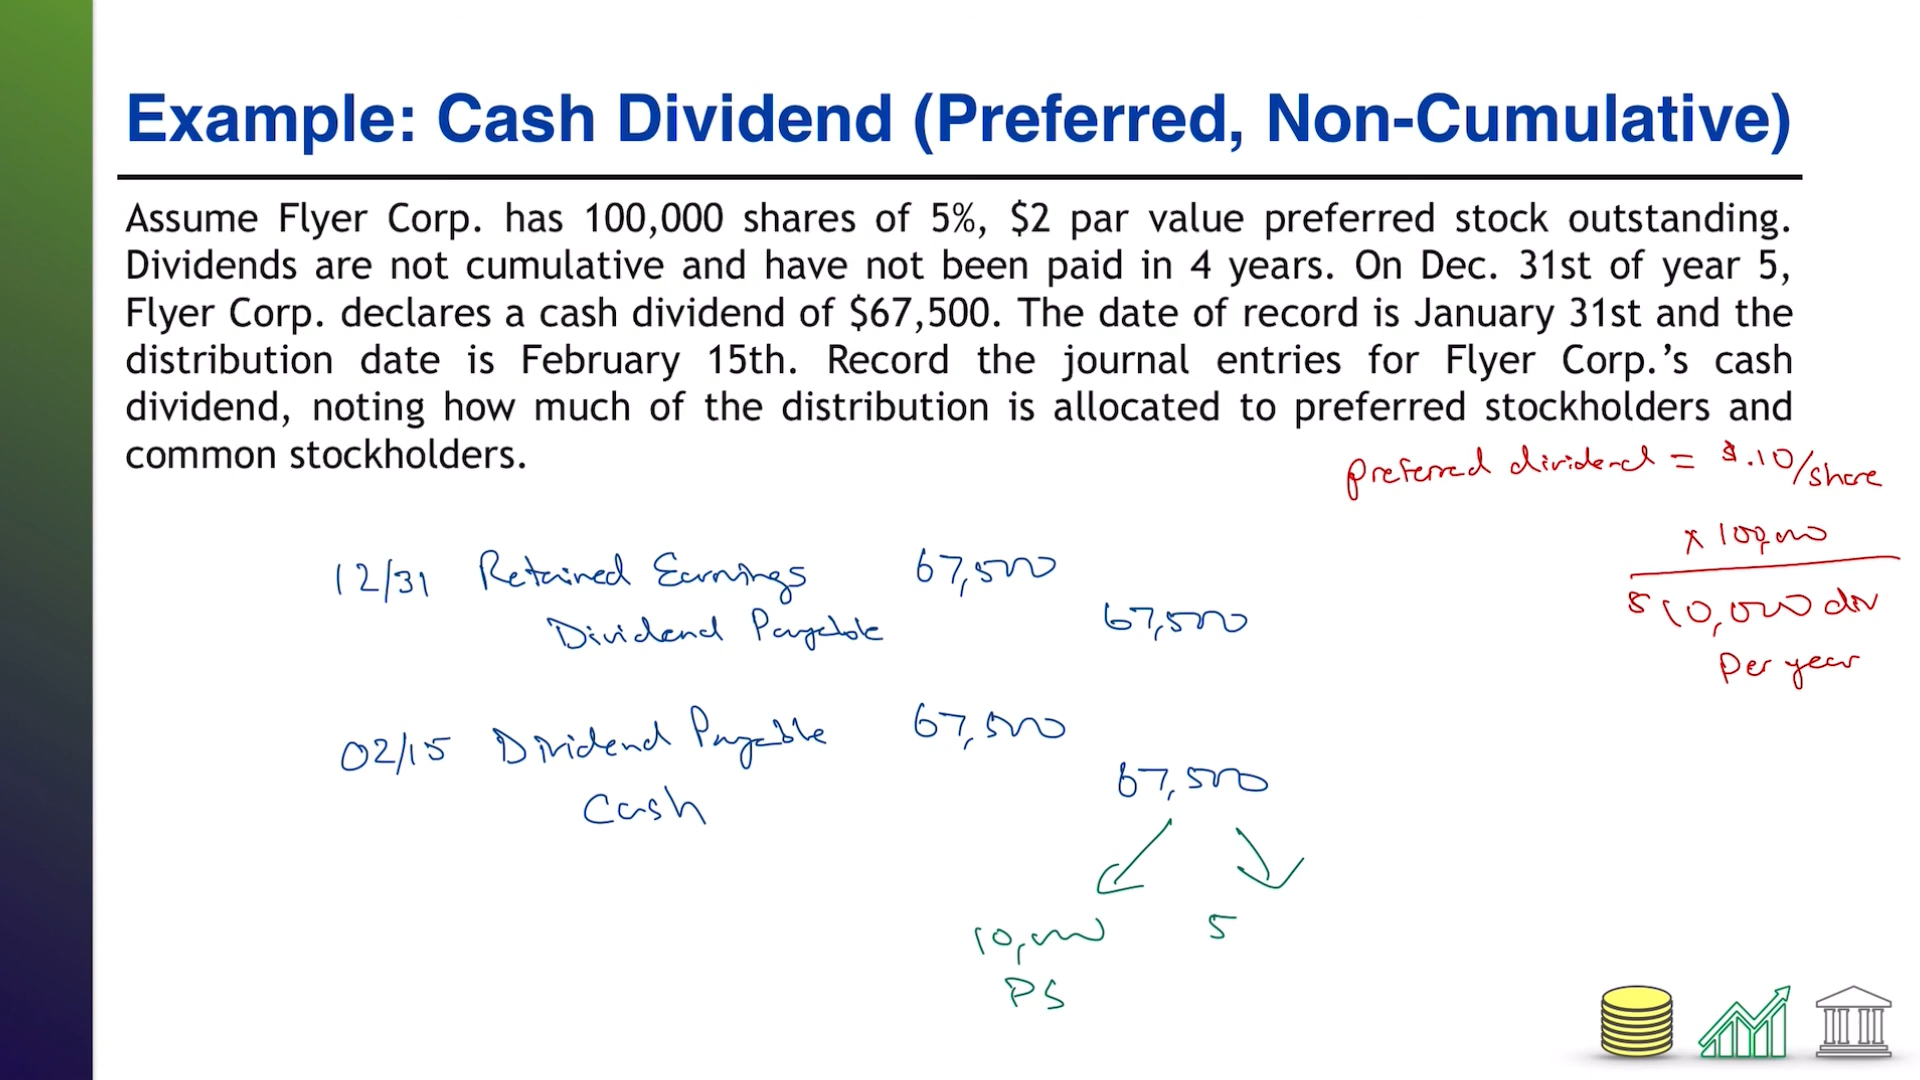 Example: Cash Dividend (Preferred, Non-Cumulative)
Assume Flyer Corp. has 100,000 shares of 5%, $2 par value preferred stock outstanding.
Dividends are not cumulative and have not been paid in 4 years. On Dec. 31st of year 5,
Flyer Corp. declares a cash dividend of $67,500. The date of record is January 31st and the
distribution date is February 15th. Record the journal entries for Flyer Corp.’s cash
dividend, noting how much of the distribution is allocated to preferred stockholders and
common stockholders.
preferred dividend = $.10/share
x 100,000
$10,000 div
Per year
12/31 Retained Earnings 67,500
Dividend Payable 67,500
02/15 Dividend Payable 67,500
Cash 67,500
10,000 5
PS